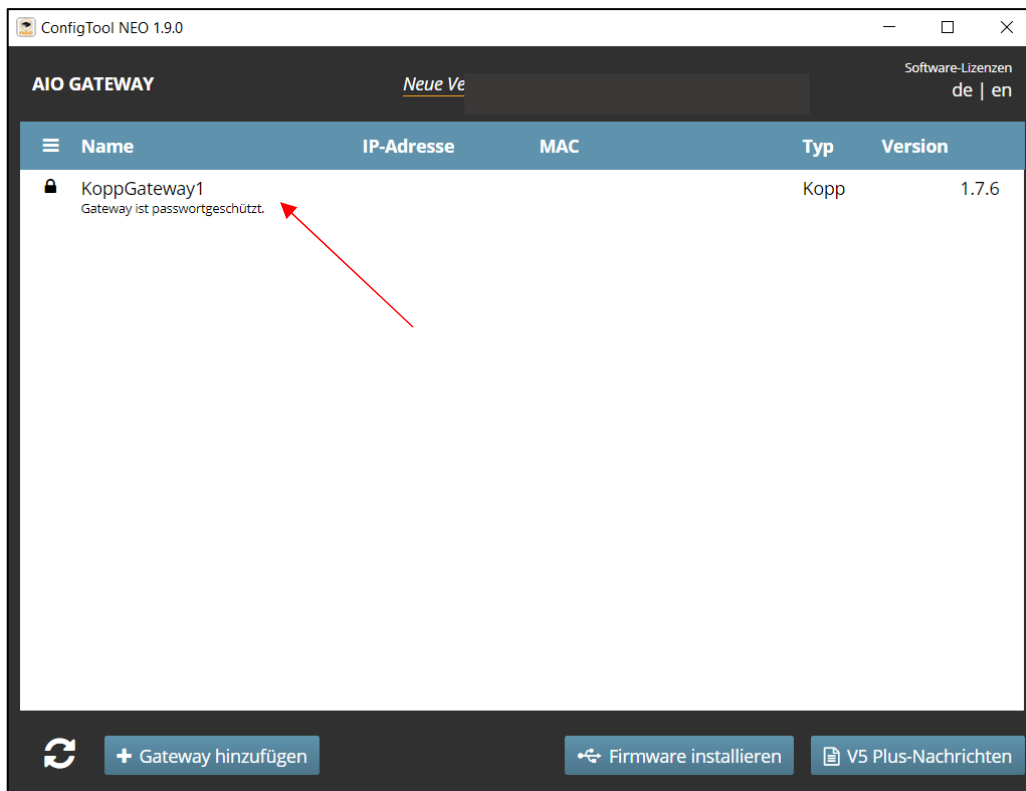 ConfigTool NEO 1.9.0
Software-Lizenzen
AIO GATEWAY Neue Ve de | en
Name IP-Adresse MAC Typ Version
KoppGateway1 Kopp 1.7.6
Gateway ist passwortgeschützt.
+ Gateway hinzufügen Firmware installieren V5 Plus-Nachrichten